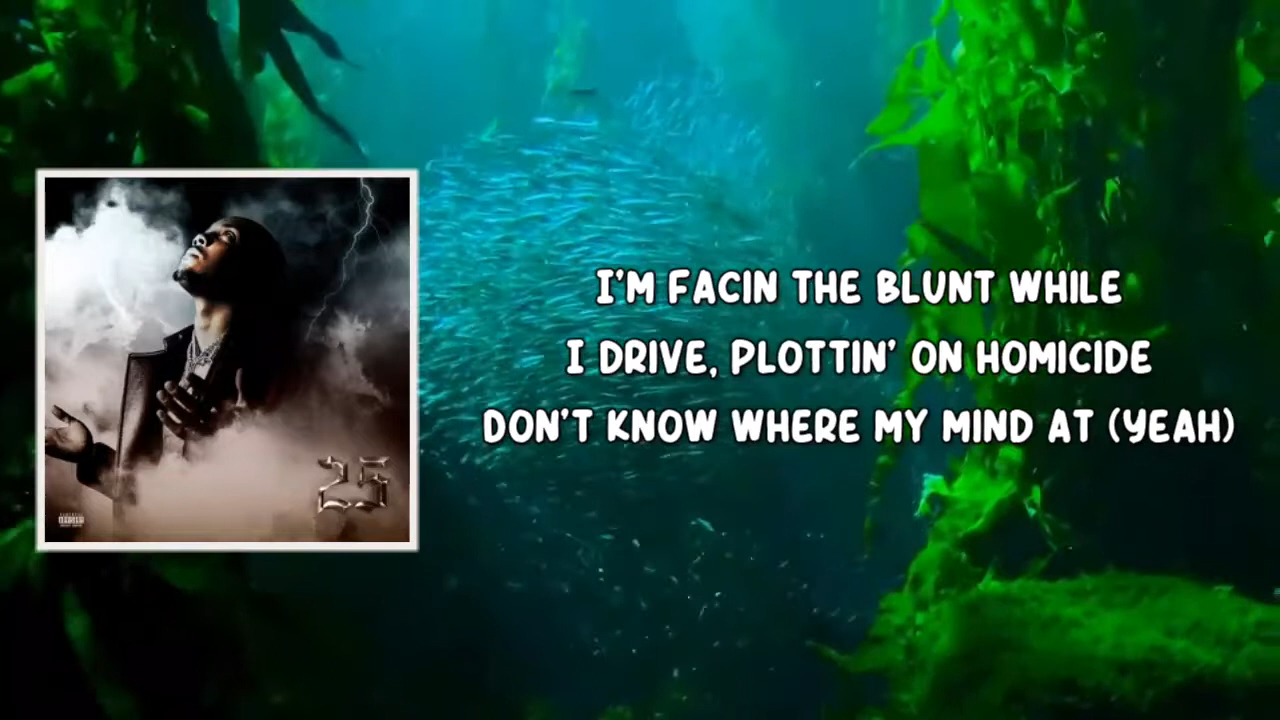 I'M FACIN THE BLUNT WHILE
I DRIVE, PLOTTIN' ON HOMICIDE
DON'T KNOW WHERE MY MIND AT (YEAH)
25